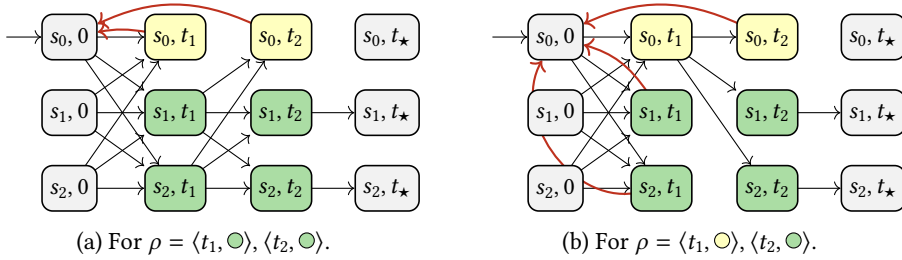 s₀, 0 s₀, t₁ s₀, t₂ s₀, t★ s₀, 0 s₀, t₁ s₀, t₂ s₀, t★
s₁, 0 s₁, t₁ s₁, t₂ s₁, t★ s₁, 0 s₁, t₁ s₁, t₂ s₁, t★
s₂, 0 s₂, t₁ s₂, t₂ s₂, t★ s₂, 0 s₂, t₁ s₂, t₂ s₂, t★
(a) For ρ = ⟨t₁, ●⟩, ⟨t₂, ●⟩. (b) For ρ = ⟨t₁, ●⟩, ⟨t₂, ●⟩.